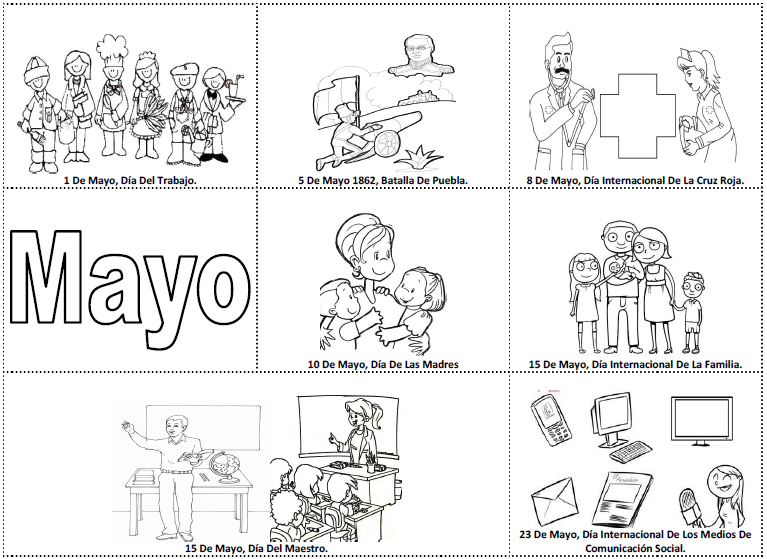 1 De Mayo, Día Del Trabajo.
5 De Mayo 1862, Batalla De Puebla.
8 De Mayo, Día Internacional De La Cruz Roja.
Mayo
10 De Mayo, Día De Las Madres
15 De Mayo, Día Internacional De La Familia.
15 De Mayo, Día Del Maestro.
23 De Mayo, Día Internacional De Los Medios De
Comunicación Social.